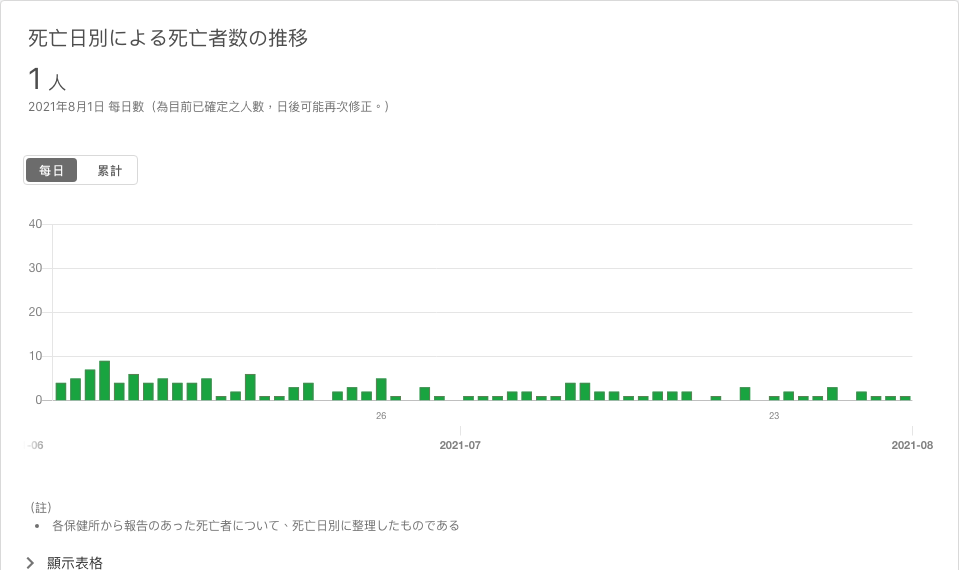 死亡日別による死亡者数の推移
1 人
2021年8月1日 每日數（為目前已確定之人數，日後可能再次修正。）
每日 累計
40
30
20
10
0
26 23
-06 2021-07 2021-08
（註）
• 各保健所から報告のあった死亡者について、死亡日別に整理したものである
顯示表格